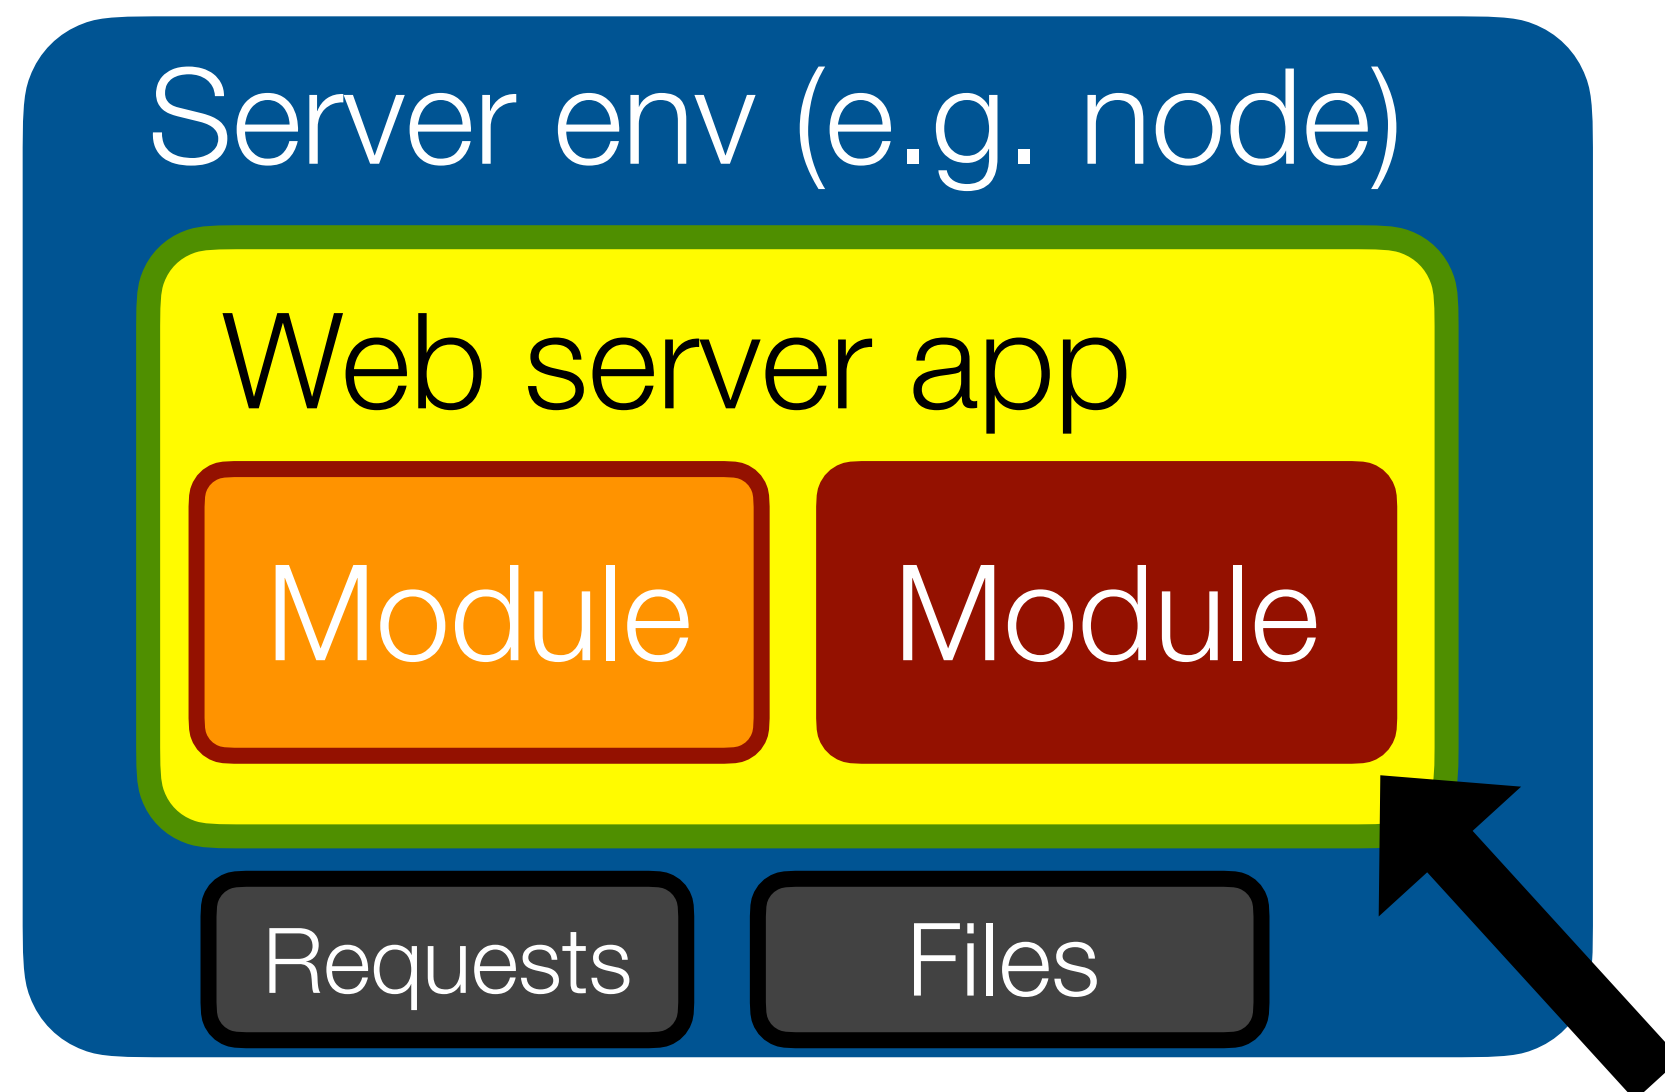 Server env (e.g. node)
Web server app
Module
Module
Requests
Files